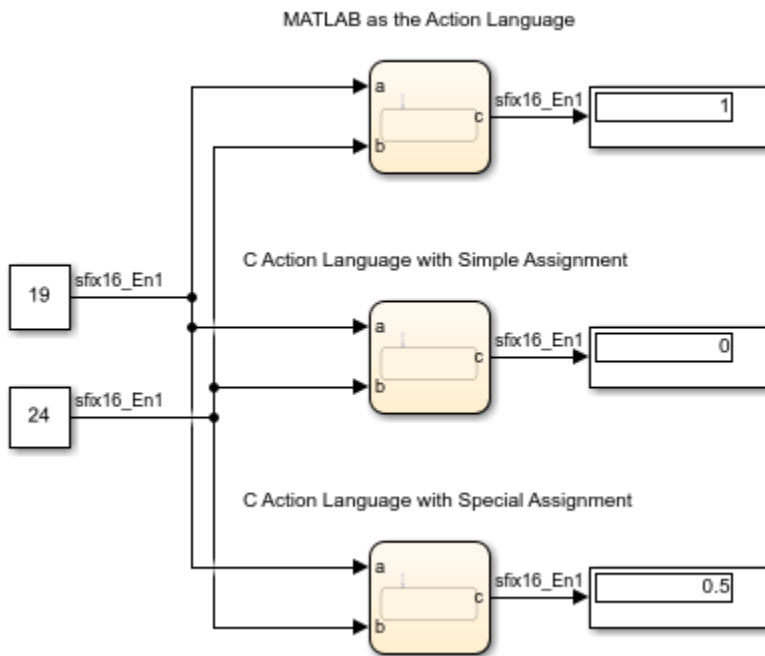 MATLAB as the Action Language
a
b
c
sfix16_En1
1
19
sfix16_En1
C Action Language with Simple Assignment
a
b
c
sfix16_En1
0
24
sfix16_En1
C Action Language with Special Assignment
a
b
c
sfix16_En1
0.5